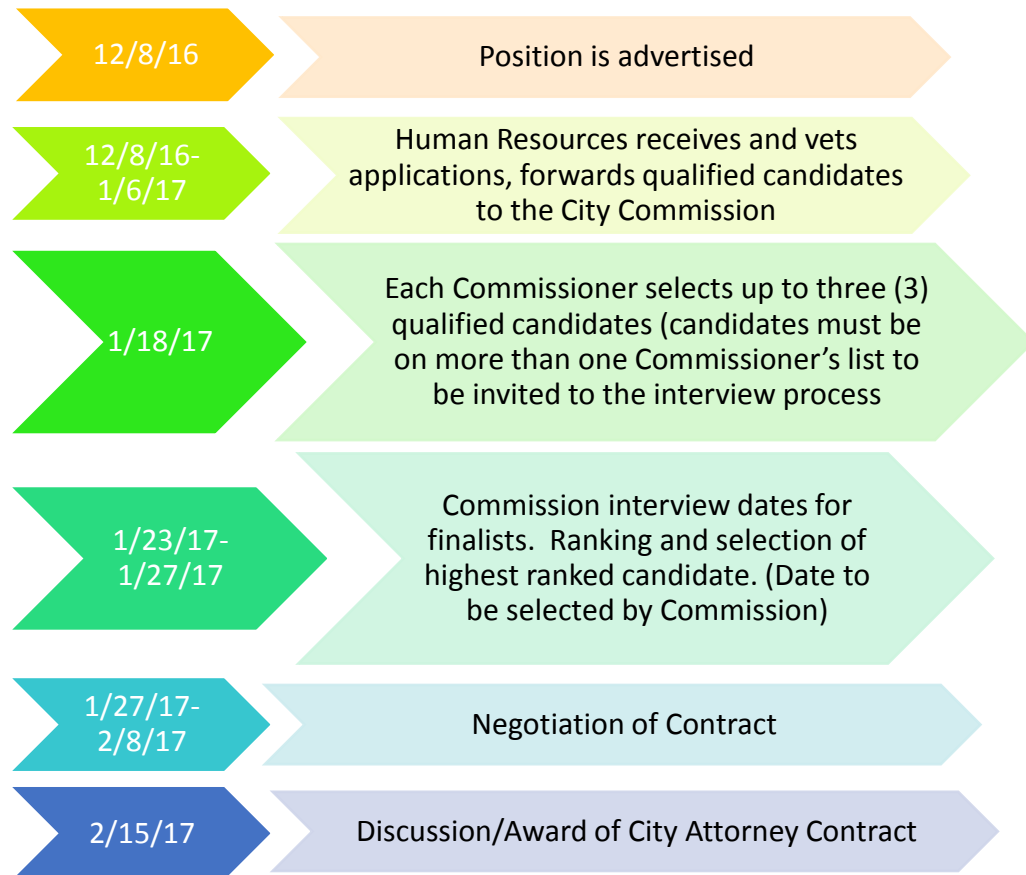 12/8/16
Position is advertised
12/8/16-
1/6/17
Human Resources receives and vets
applications, forwards qualified candidates
to the City Commission
1/18/17
Each Commissioner selects up to three (3)
qualified candidates (candidates must be
on more than one Commissioner’s list to
be invited to the interview process
1/23/17-
1/27/17
Commission interview dates for
finalists.  Ranking and selection of
highest ranked candidate. (Date to
be selected by Commission)
1/27/17-
2/8/17
Negotiation of Contract
2/15/17
Discussion/Award of City Attorney Contract